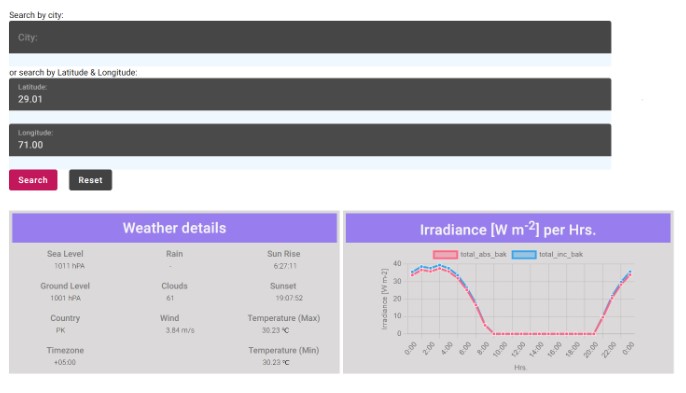 Search by city:
City:
or search by Latitude & Longitude:
Latitude:
29.01
Longitude:
71.00
Search Reset
Weather details
Sea Level Rain Sun Rise
1011 hPA - 6:27:11
Ground Level Clouds Sunset
1001 hPA 61 19:07:52
Country Wind Temperature (Max)
PK 3.84 m/s 30.23 °C
Timezone Temperature (Min)
+05:00 30.23 °C
Irradiance [W m-2] per Hrs.
total_abs_bak total_inc_bak
Irradiance [W m-2]
40
30
20
10
0
0:00 2:00 4:00 6:00 8:00 10:00 12:00 14:00 16:00 18:00 20:00 22:00 0:00
Hrs.